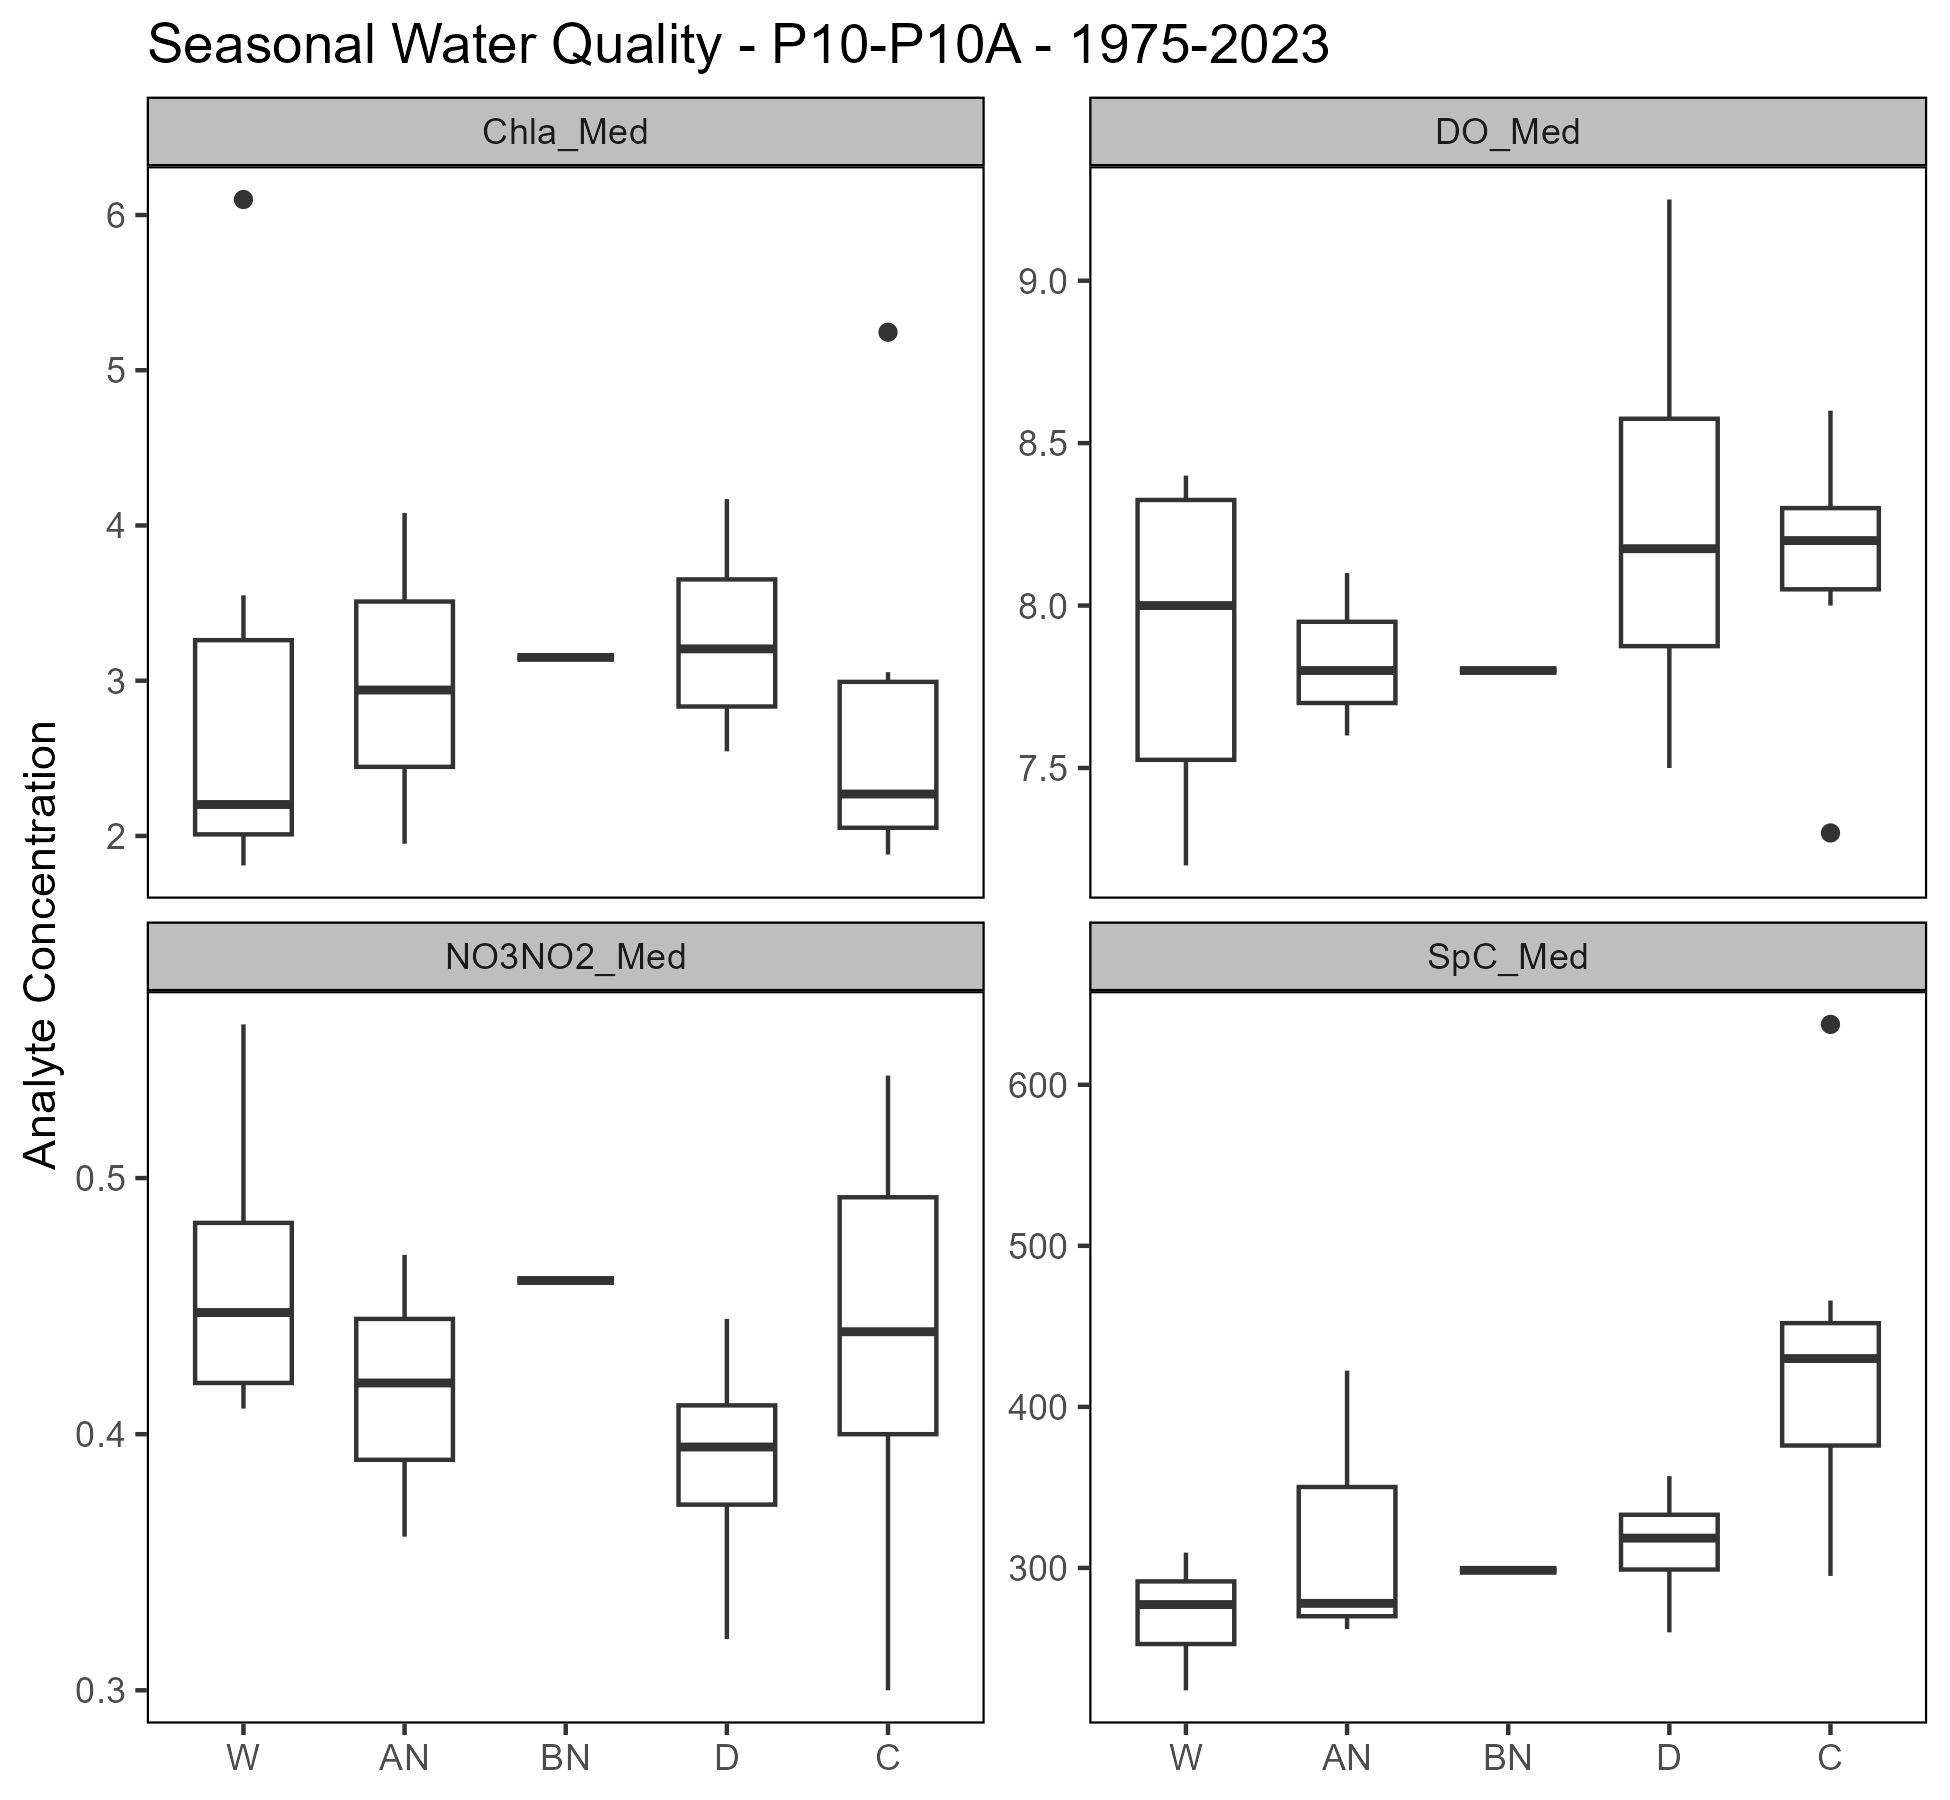 Seasonal Water Quality - P10-P10A - 1975-2023
Analyte Concentration
Chla_Med
6
5
4
3
2
DO_Med
9.0
8.5
8.0
7.5
NO3NO2_Med
0.5
0.4
0.3
W AN BN D C
SpC_Med
600
500
400
300
W AN BN D C